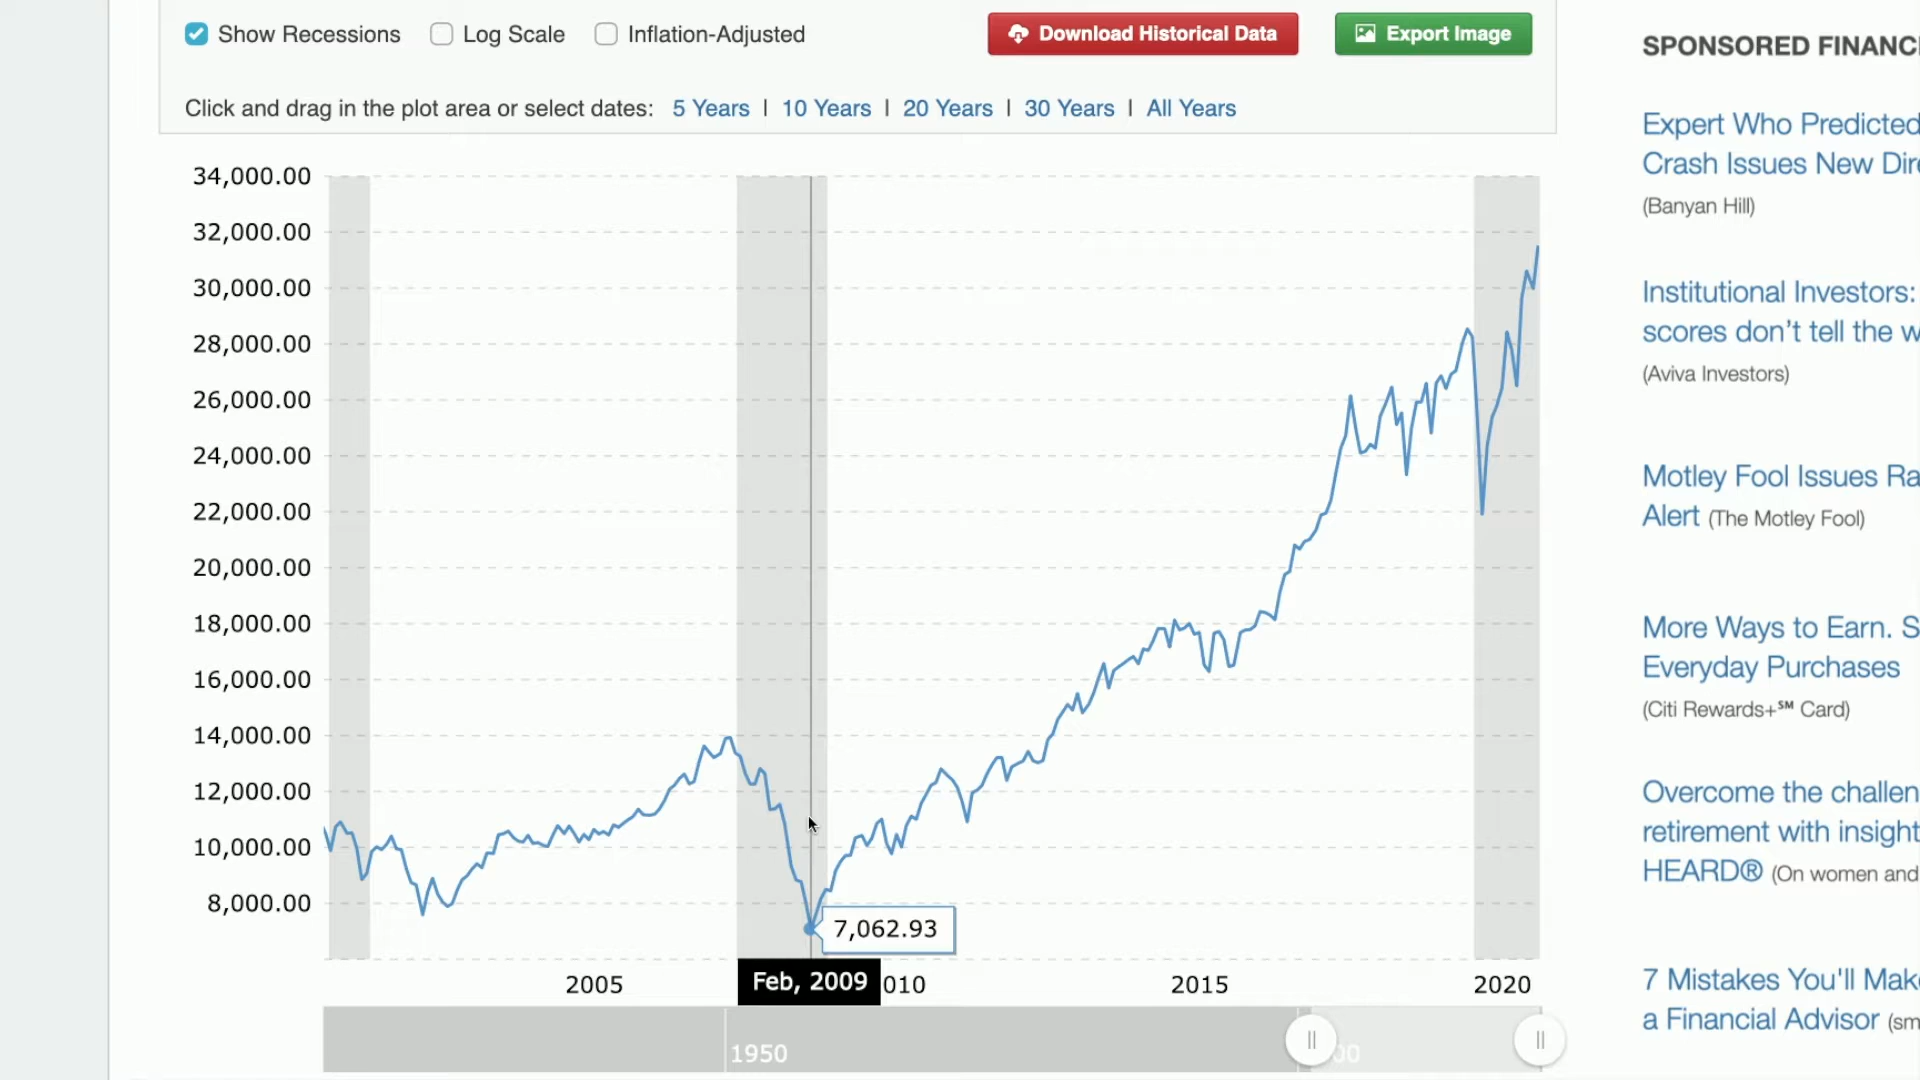 Show Recessions Log Scale Inflation-Adjusted Download Historical Data Export Image
Click and drag in the plot area or select dates: 5 Years | 10 Years | 20 Years | 30 Years | All Years
34,000.00
32,000.00
30,000.00
28,000.00
26,000.00
24,000.00
22,000.00
20,000.00
18,000.00
16,000.00
14,000.00
12,000.00
10,000.00
8,000.00
7,062.93
2005 Feb, 2009 010 2015 2020
1950 00
SPONSORED FINANC
Expert Who Predicted
Crash Issues New Dir
(Banyan Hill)
Institutional Investors:
scores don't tell the w
(Aviva Investors)
Motley Fool Issues Ra
Alert (The Motley Fool)
More Ways to Earn. S
Everyday Purchases
(Citi Rewards+℠ Card)
Overcome the challen
retirement with insight
HEARD® (On women and
7 Mistakes You'll Mak
a Financial Advisor (sm